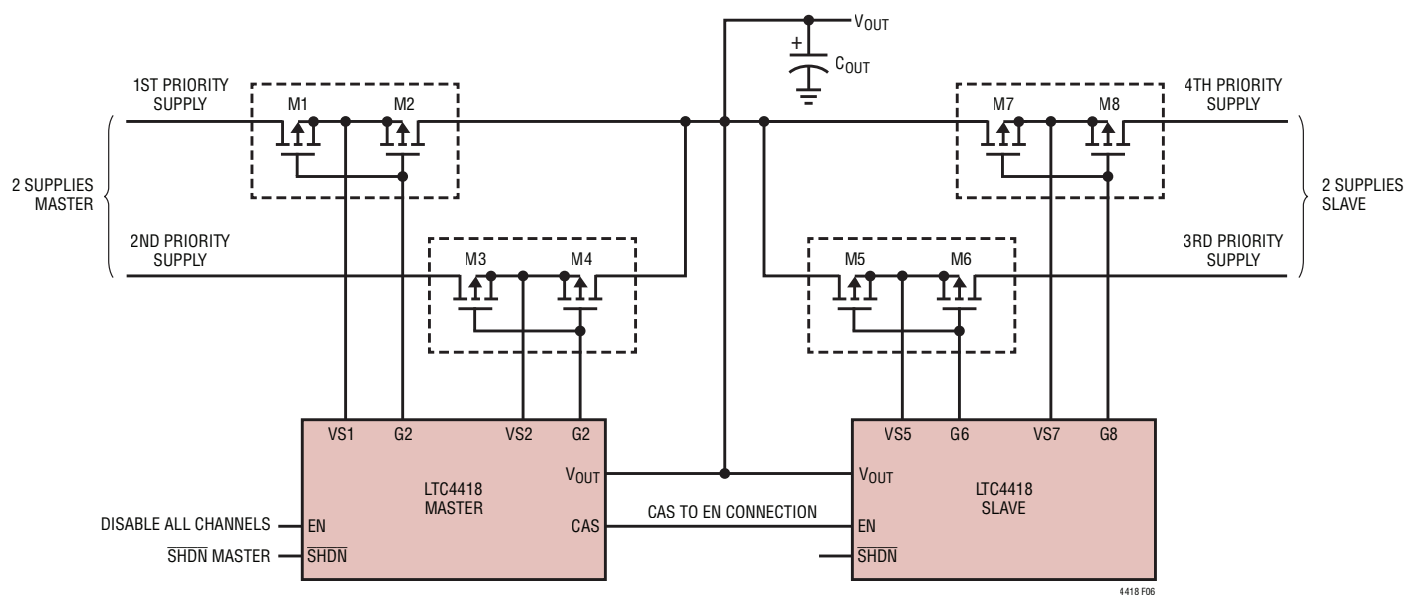 VOUT
+
COUT
1ST PRIORITY
SUPPLY
M1
M2
M7
M8
4TH PRIORITY
SUPPLY
2 SUPPLIES
MASTER
2 SUPPLIES
SLAVE
2ND PRIORITY
SUPPLY
M3
M4
M5
M6
3RD PRIORITY
SUPPLY
VS1
G2
VS2
G2
VS5
G6
VS7
G8
VOUT
VOUT
LTC4418
MASTER
LTC4418
SLAVE
DISABLE ALL CHANNELS
EN
CAS
CAS TO EN CONNECTION
EN
SHDN MASTER
SHDN
SHDN
4418 F06